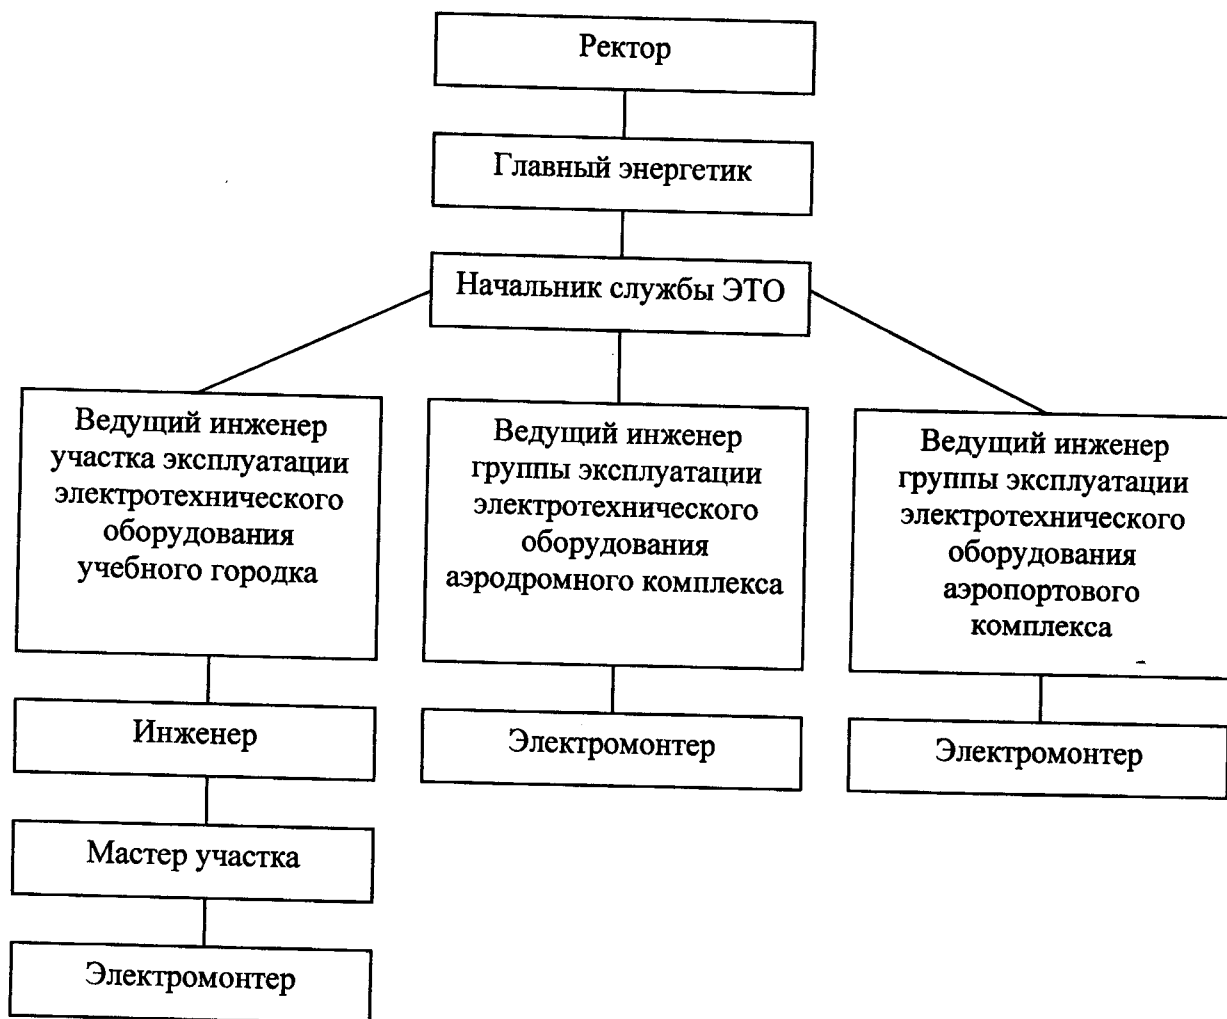 Ректор
Главный энергетик
Начальник службы ЭТО
Ведущий инженер
участка эксплуатации
электротехнического
оборудования
учебного городка
Ведущий инженер
группы эксплуатации
электротехнического
оборудования
аэродромного комплекса
Ведущий инженер
группы эксплуатации
электротехнического
оборудования
аэропортового
комплекса
Инженер
Электромонтер
Электромонтер
Мастер участка
Электромонтер